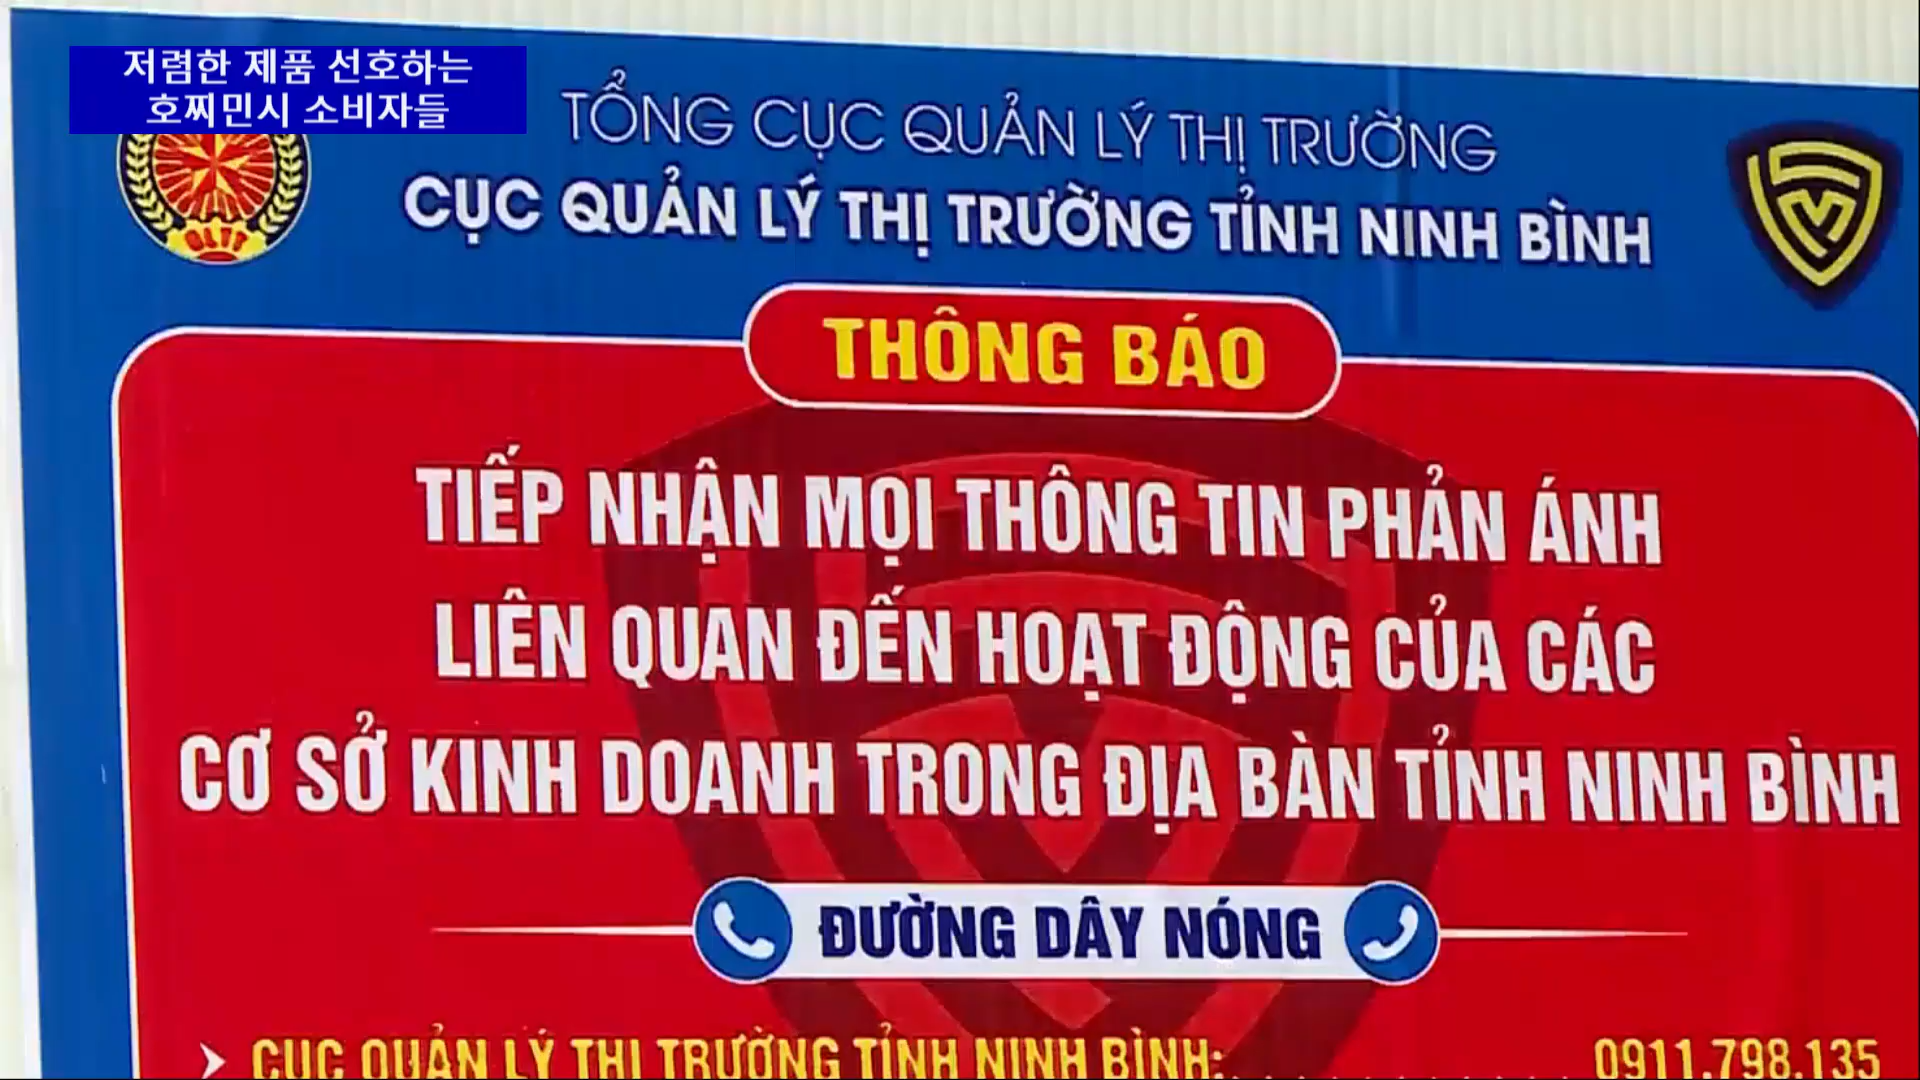 저렴한 제품 선호하는
호찌민시 소비자들
TỔNG CỤC QUẢN LÝ THỊ TRƯỜNG
CỤC QUẢN LÝ THỊ TRƯỜNG TỈNH NINH BÌNH
QLTT
THÔNG BÁO
TIẾP NHẬN MỌI THÔNG TIN PHẢN ÁNH
LIÊN QUAN ĐẾN HOẠT ĐỘNG CỦA CÁC
CƠ SỞ KINH DOANH TRONG ĐỊA BÀN TỈNH NINH BÌNH
ĐƯỜNG DÂY NÓNG
CỤC QUẢN LÝ THỊ TRƯỜNG TỈNH NINH BÌNH: 0911.798.135